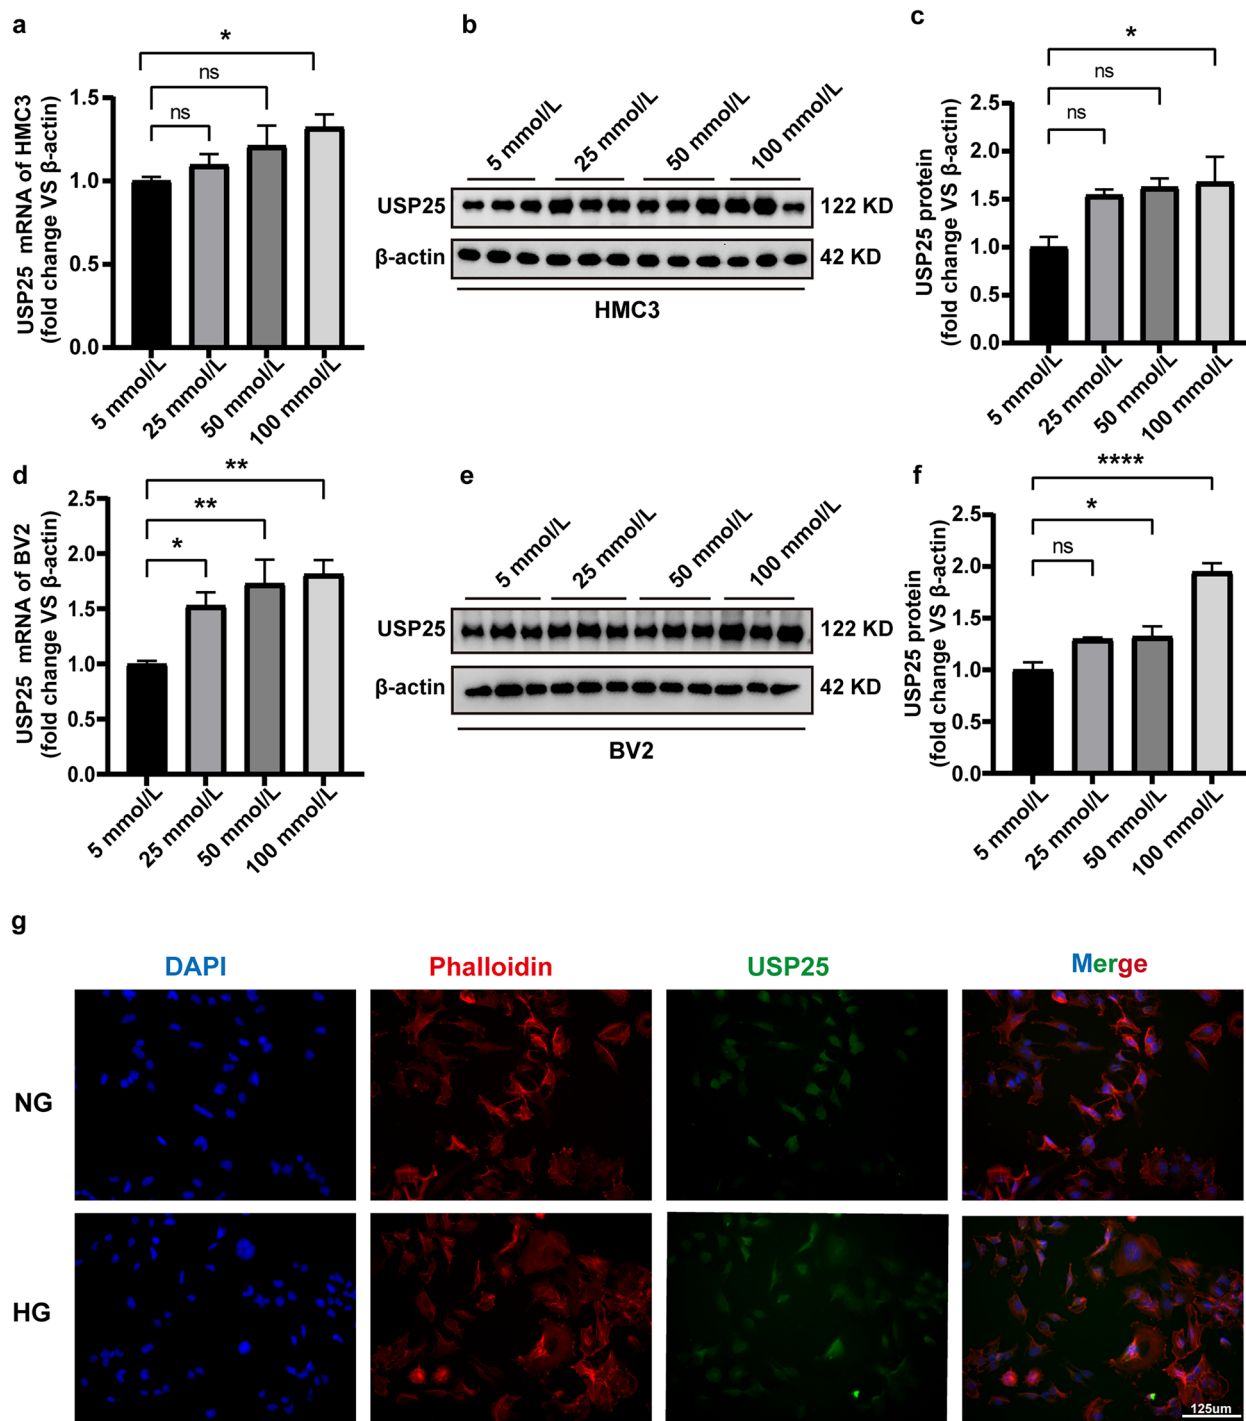 a
*
ns
ns
USP25 mRNA of HMC3
(fold change VS β-actin)
1.5
1.0
0.5
0.0
5 mmol/L
25 mmol/L
50 mmol/L
100 mmol/L
b
5 mmol/L
25 mmol/L
50 mmol/L
100 mmol/L
USP25
122 KD
β-actin
42 KD
HMC3
c
*
ns
ns
USP25 protein
(fold change VS β-actin)
2.5
2.0
1.5
1.0
0.5
0.0
5 mmol/L
25 mmol/L
50 mmol/L
100 mmol/L
d
**
**
*
USP25 mRNA of BV2
(fold change VS β-actin)
2.5
2.0
1.5
1.0
0.5
0.0
5 mmol/L
25 mmol/L
50 mmol/L
100 mmol/L
e
5 mmol/L
25 mmol/L
50 mmol/L
100 mmol/L
USP25
122 KD
β-actin
42 KD
BV2
f
****
*
ns
USP25 protein
(fold change VS β-actin)
2.5
2.0
1.5
1.0
0.5
0.0
5 mmol/L
25 mmol/L
50 mmol/L
100 mmol/L
g
DAPI
Phalloidin
USP25
Merge
NG
HG
125um